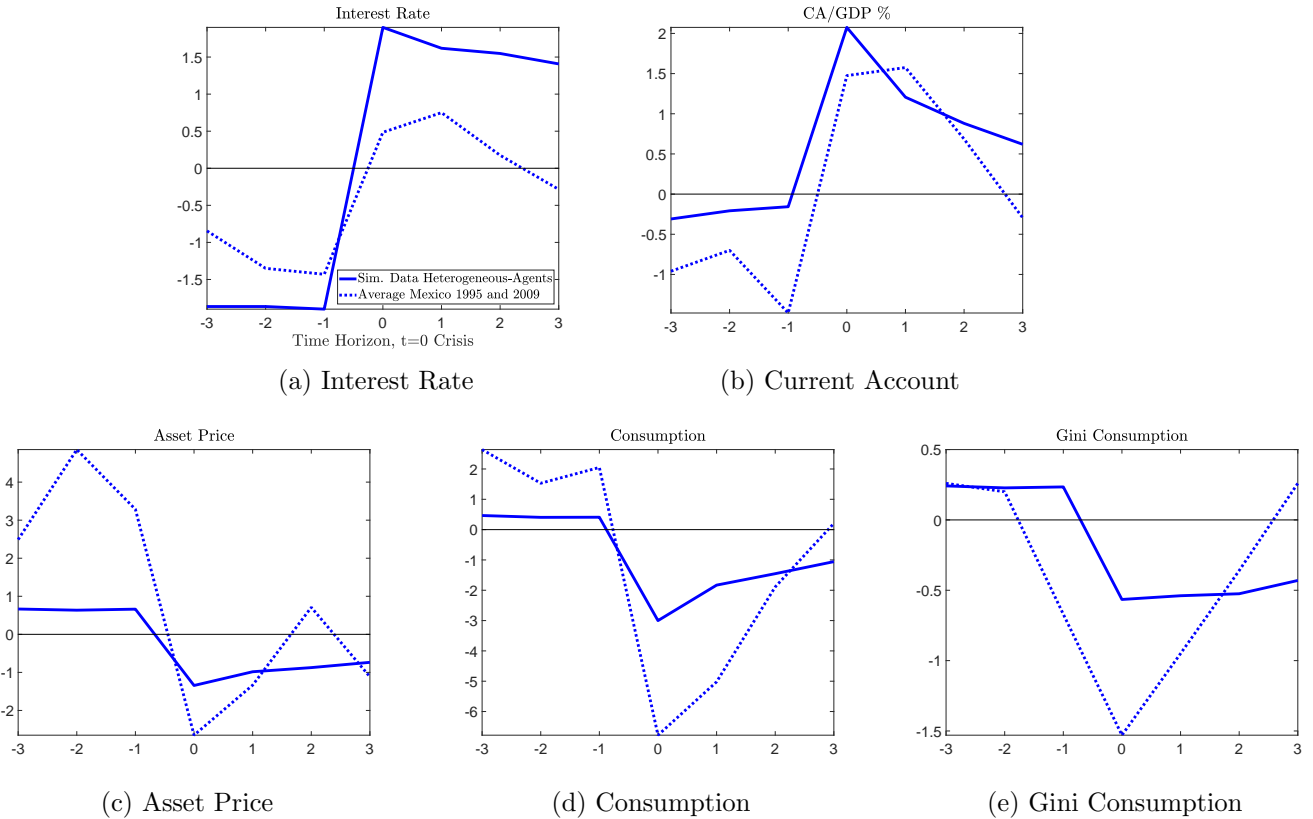 Interest Rate
1.5
1
0.5
0
-0.5
-1
-1.5
Sim. Data Heterogeneous-Agents
Average Mexico 1995 and 2009
-3 -2 -1 0 1 2 3
Time Horizon, t=0 Crisis
(a) Interest Rate
CA/GDP %
2
1.5
1
0.5
0
-0.5
-1
-3 -2 -1 0 1 2 3
(b) Current Account
Asset Price
4
3
2
1
0
-1
-2
-3 -2 -1 0 1 2 3
(c) Asset Price
Consumption
2
1
0
-1
-2
-3
-4
-5
-6
-3 -2 -1 0 1 2 3
(d) Consumption
Gini Consumption
0.5
0
-0.5
-1
-1.5
-3 -2 -1 0 1 2 3
(e) Gini Consumption